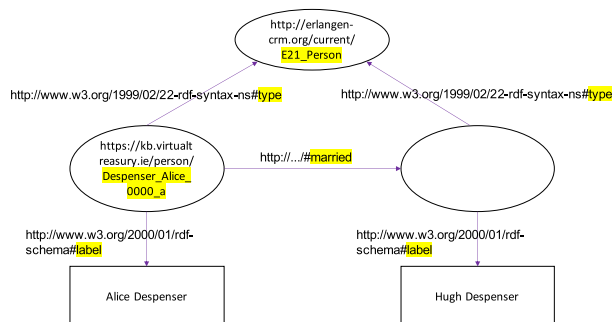 http://erlangen-
crm.org/current/
E21_Person
http://www.w3.org/1999/02/22-rdf-syntax-ns#type
http://www.w3.org/1999/02/22-rdf-syntax-ns#type
https://kb.virtualt
reasury.ie/person/
Despenser_Alice_
0000_a
http://.../#married
http://www.w3.org/2000/01/rdf-
schema#label
http://www.w3.org/2000/01/rdf-
schema#label
Alice Despenser
Hugh Despenser